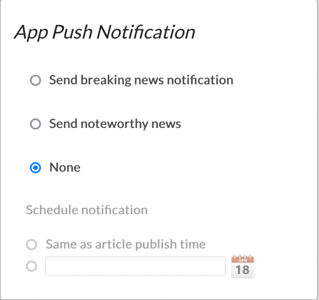 App Push Notification
Send breaking news notification
Send noteworthy news
None
Schedule notification
Same as article publish time
18